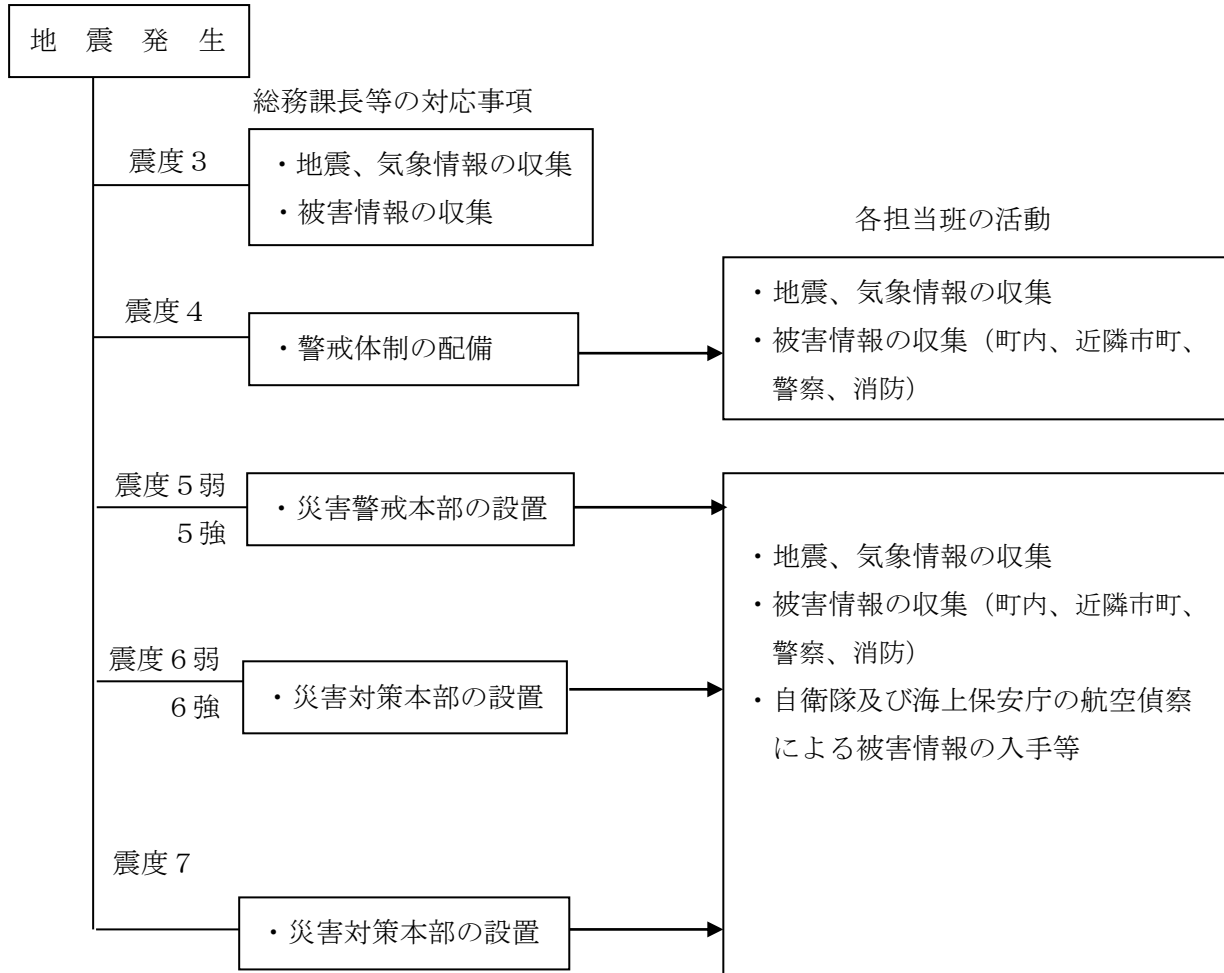 地　震　発　生
総務課長等の対応事項
震度３
・地震、気象情報の収集
・被害情報の収集
各担当班の活動
震度４
・警戒体制の配備
・地震、気象情報の収集
・被害情報の収集（町内、近隣市町、
警察、消防）
震度５弱
５強
・災害警戒本部の設置
震度６弱
６強
・災害対策本部の設置
・地震、気象情報の収集
・被害情報の収集（町内、近隣市町、
警察、消防）
・自衛隊及び海上保安庁の航空偵察
による被害情報の入手等
震度７
・災害対策本部の設置